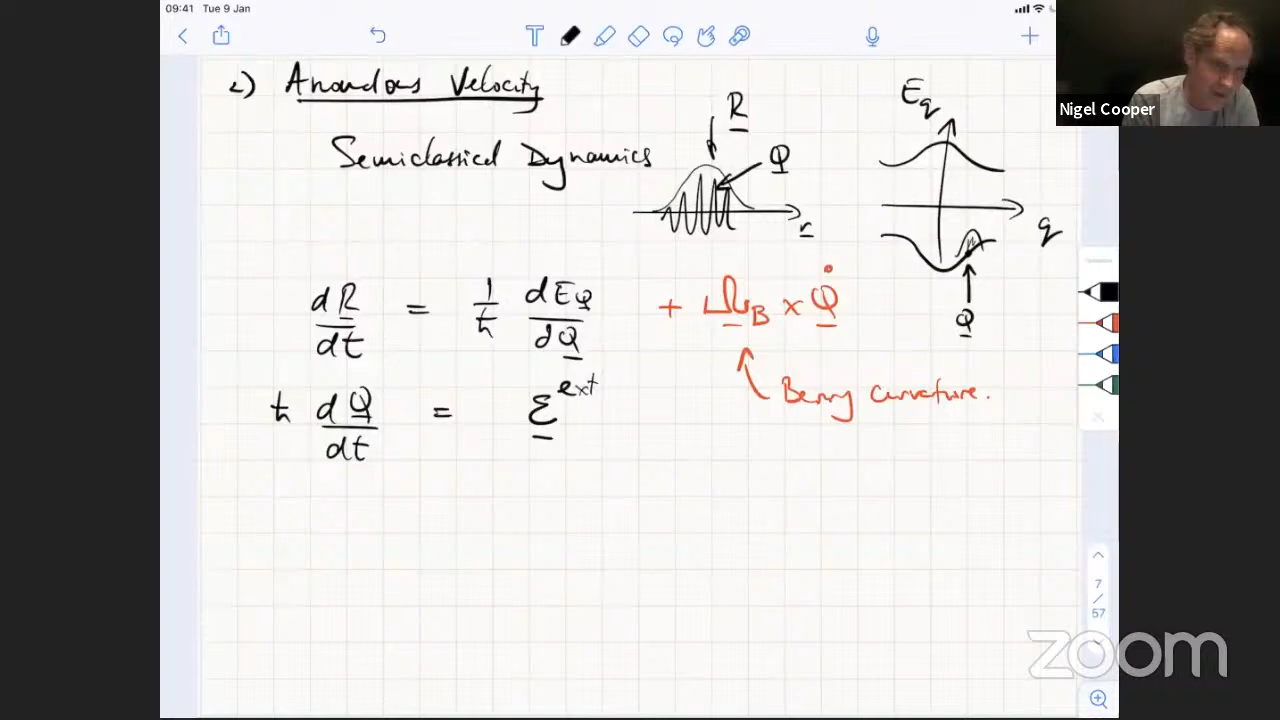 09:41 Tue 9 Jan
Nigel Cooper
2) Anomalous Velocity
Semiclassical Dynamics
R
Q
r
E_q
q
Q
dR/dt = 1/ħ dE_Q/dQ + Ω_B × Q̇
ħ dQ/dt = ε^ext
Berry Curvature.
7
/
57
zoom